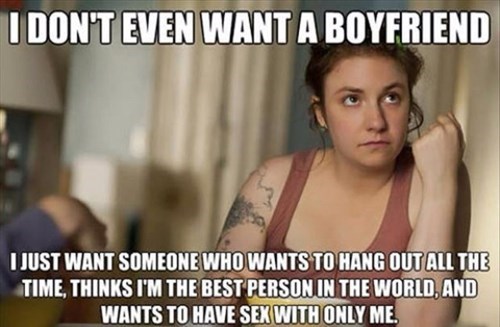 I DON'T EVEN WANT A BOYFRIEND
I JUST WANT SOMEONE WHO WANTS TO HANG OUT ALL THE
TIME, THINKS I'M THE BEST PERSON IN THE WORLD, AND
WANTS TO HAVE SEX WITH ONLY ME.